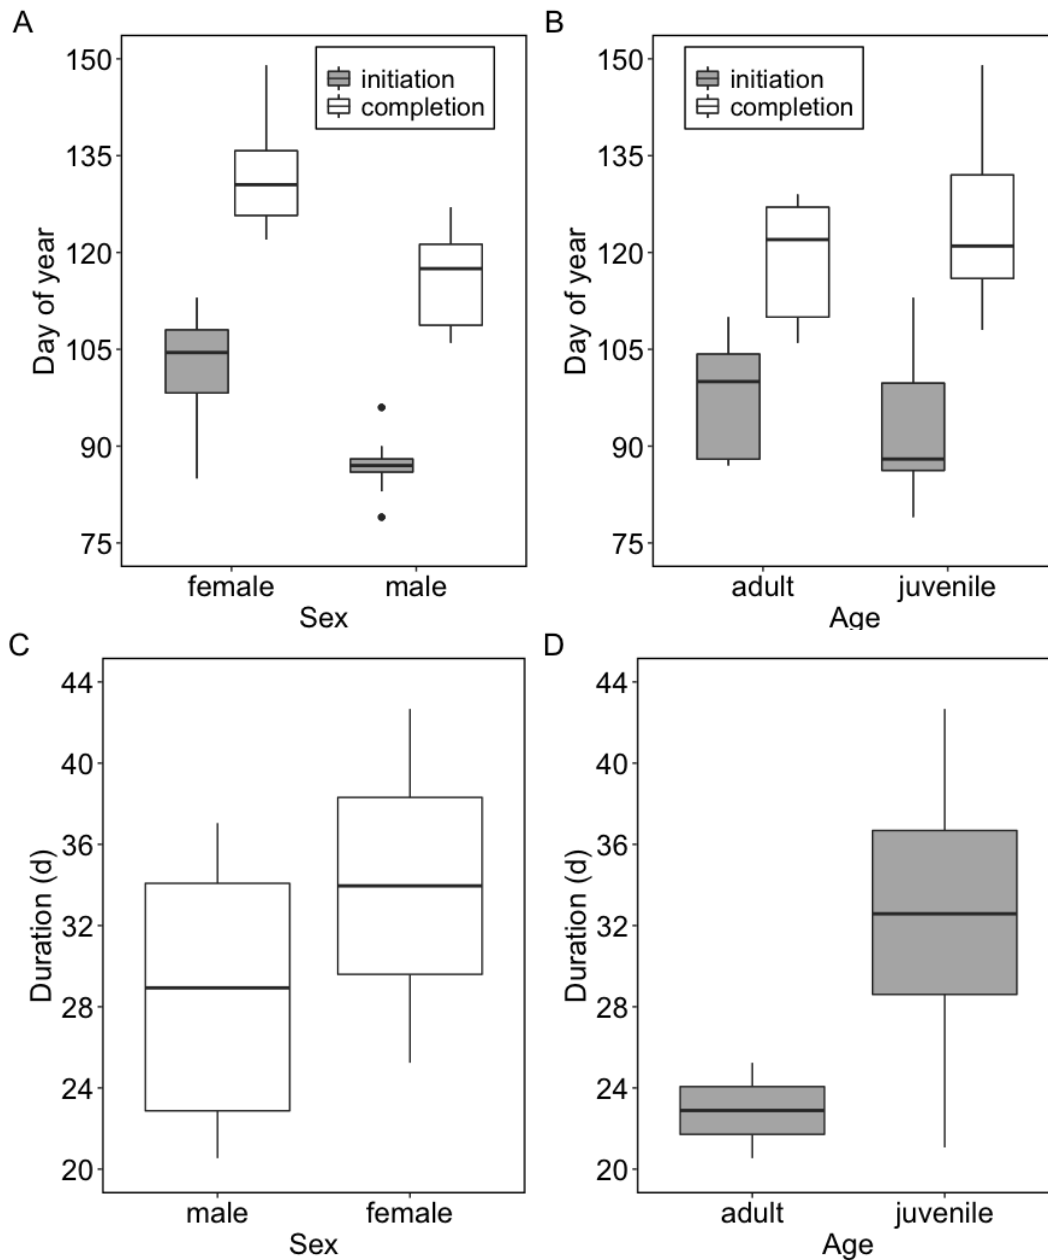 A
Day of year
150
135
120
105
90
75
initiation
completion
female male
Sex
B
Day of year
150
135
120
105
90
75
initiation
completion
adult juvenile
Age
C
Duration (d)
44
40
36
32
28
24
20
male female
Sex
D
Duration (d)
44
40
36
32
28
24
20
adult juvenile
Age